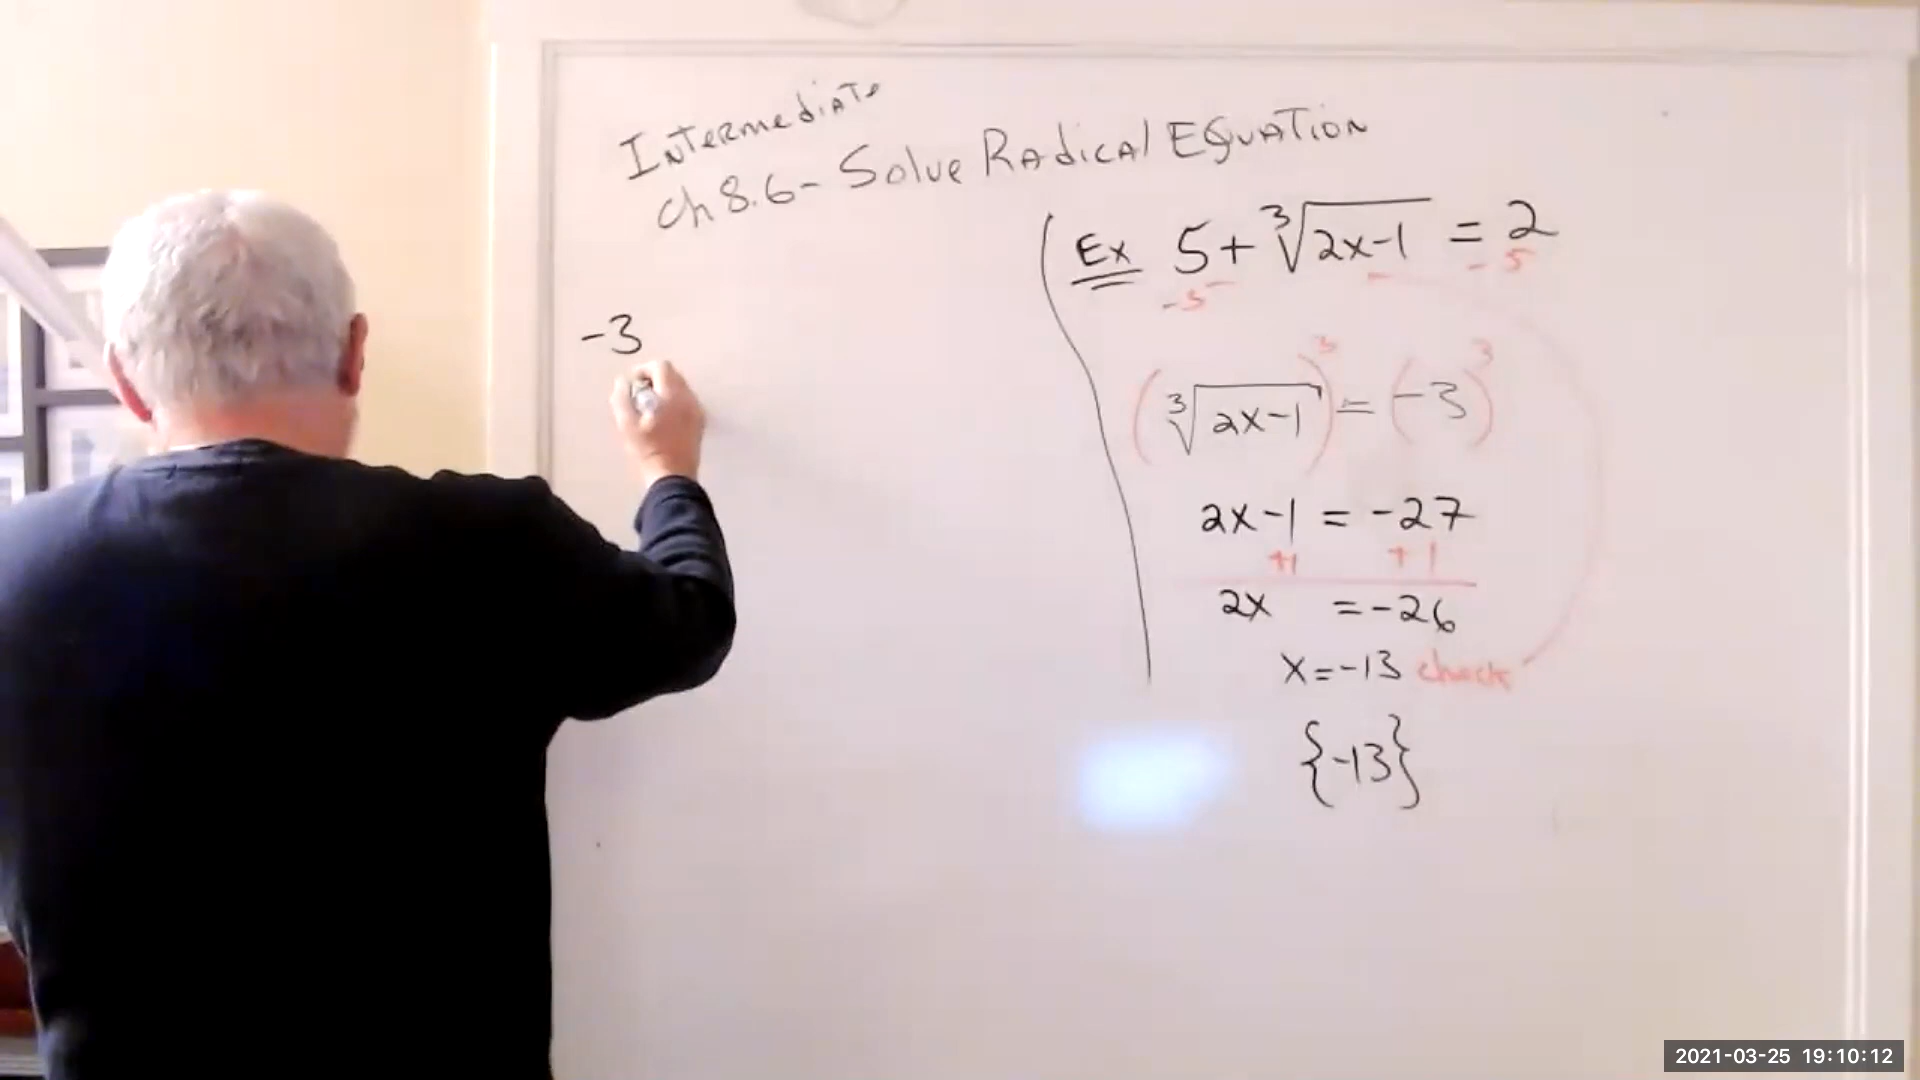 Intermediate
Ch 8.6 - Solve Radical Equation
-3
Ex 5 + ∛(2x-1) = 2
-5 - 5
(∛(2x-1))³ = (-3)³
2x-1 = -27
+1 +1
2x = -26
x = -13 check
{-13}
2021-03-25 19:10:12